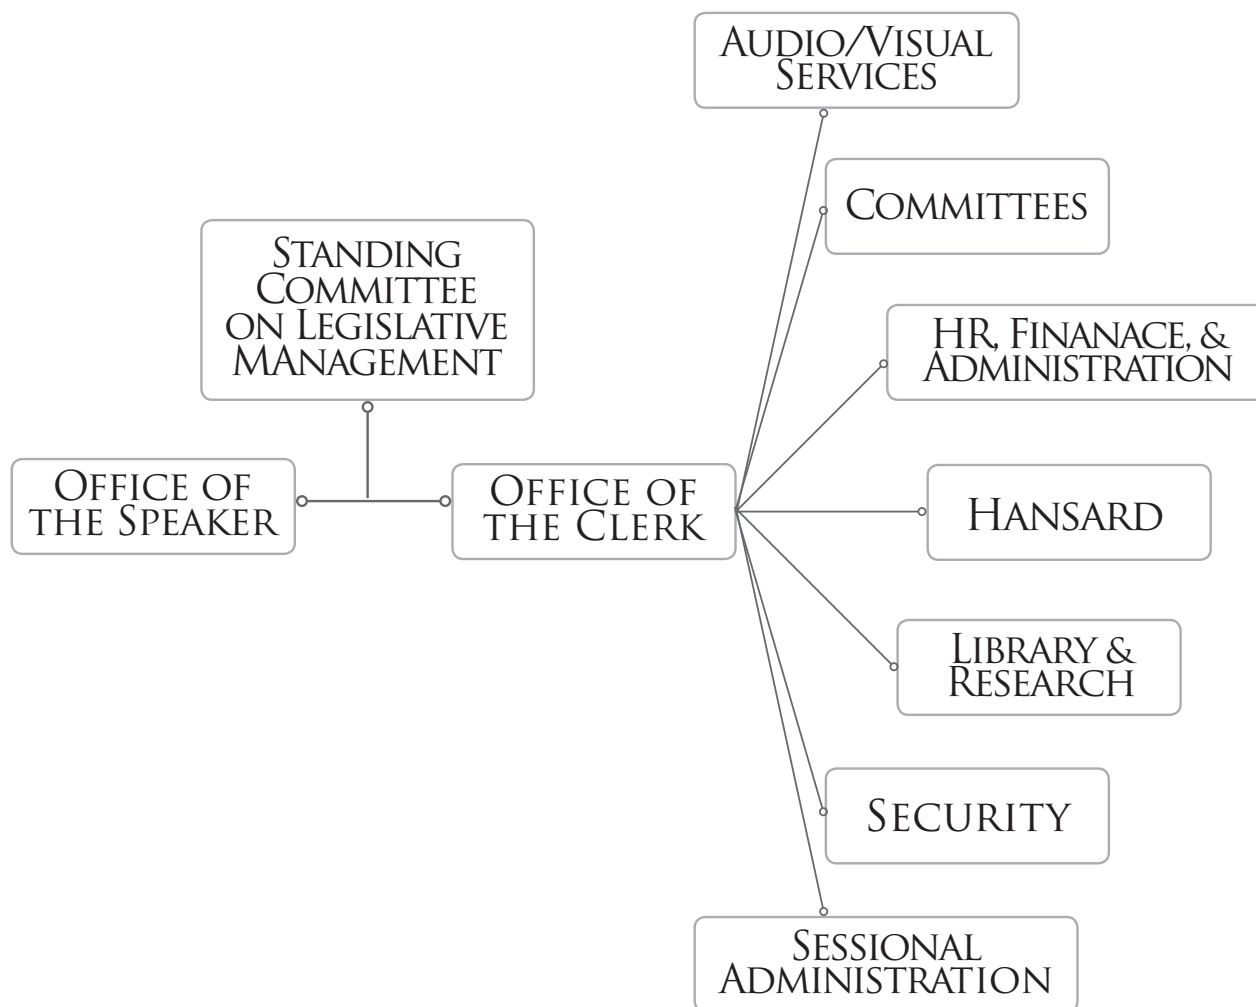 AUDIO/VISUAL
SERVICES
COMMITTEES
STANDING
COMMITTEE
ON LEGISLATIVE
MANAGEMENT
HR, FINANACE, &
ADMINISTRATION
OFFICE OF
THE SPEAKER
OFFICE OF
THE CLERK
HANSARD
LIBRARY &
RESEARCH
SECURITY
SESSIONAL
ADMINISTRATION